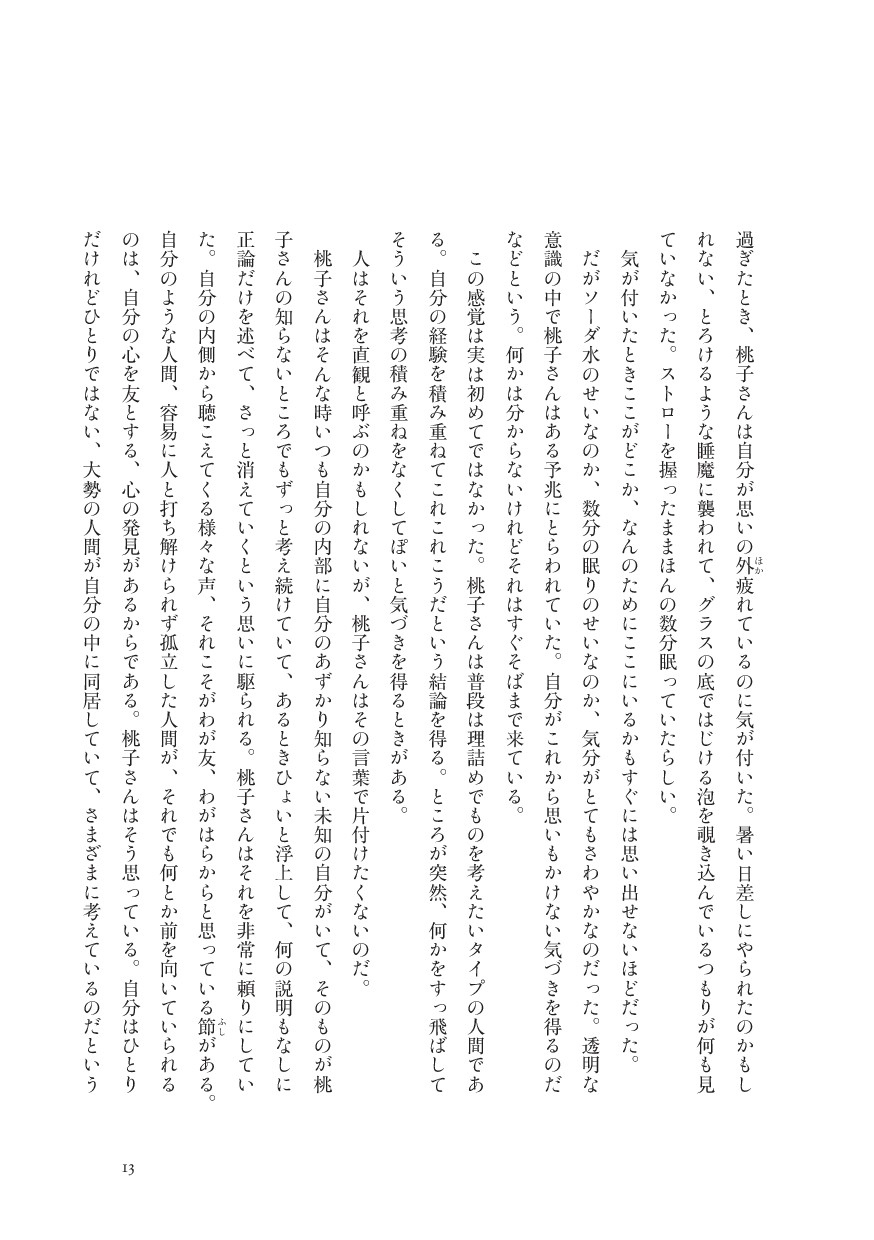 過ぎたとき、桃子さんは自分が思いの外疲れているのに気が付いた。暑い日差しにやられたのかもし
れない、とろけるような睡魔に襲われて、グラスの底ではじける泡を覗き込んでいるつもりが何も見
ていなかった。ストローを握ったままほんの数分眠っていたらしい。
気が付いたときここがどこか、なんのためにここにいるかもすぐには思い出せないほどだった。
だがソーダ水のせいなのか、数分の眠りのせいなのか、気分がとてもさわやかなのだった。透明な
意識の中で桃子さんはある予兆にとらわれていた。自分がこれから思いもかけない気づきを得るのだ
などという。何かは分からないけれどそれはすぐそばまで来ている。
この感覚は実は初めてではなかった。桃子さんは普段は理詰めでものを考えたいタイプの人間であ
る。自分の経験を積み重ねてこれこれこうだという結論を得る。ところが突然、何かをすっ飛ばして
そういう思考の積み重ねをなくしてぽいと気づきを得るときがある。
人はそれを直観と呼ぶのかもしれないが、桃子さんはその言葉で片付けたくないのだ。
桃子さんはそんな時いつも自分の内部に自分のあずかり知らない未知の自分がいて、そのものが桃
子さんの知らないところでもずっと考え続けていて、あるときひょいと浮上して、何の説明もなしに
正論だけを述べて、さっと消えていくという思いに駆られる。桃子さんはそれを非常に頼りにしてい
た。自分の内側から聴こえてくる様々な声、それこそがわが友、わがはらからと思っている節がある。
自分のような人間、容易に人と打ち解けられず孤立した人間が、それでも何とか前を向いていられる
のは、自分の心を友とする、心の発見があるからである。桃子さんはそう思っている。自分はひとり
だけれどひとりではない、大勢の人間が自分の中に同居していて、さまざまに考えているのだという
ほか
ふし
13